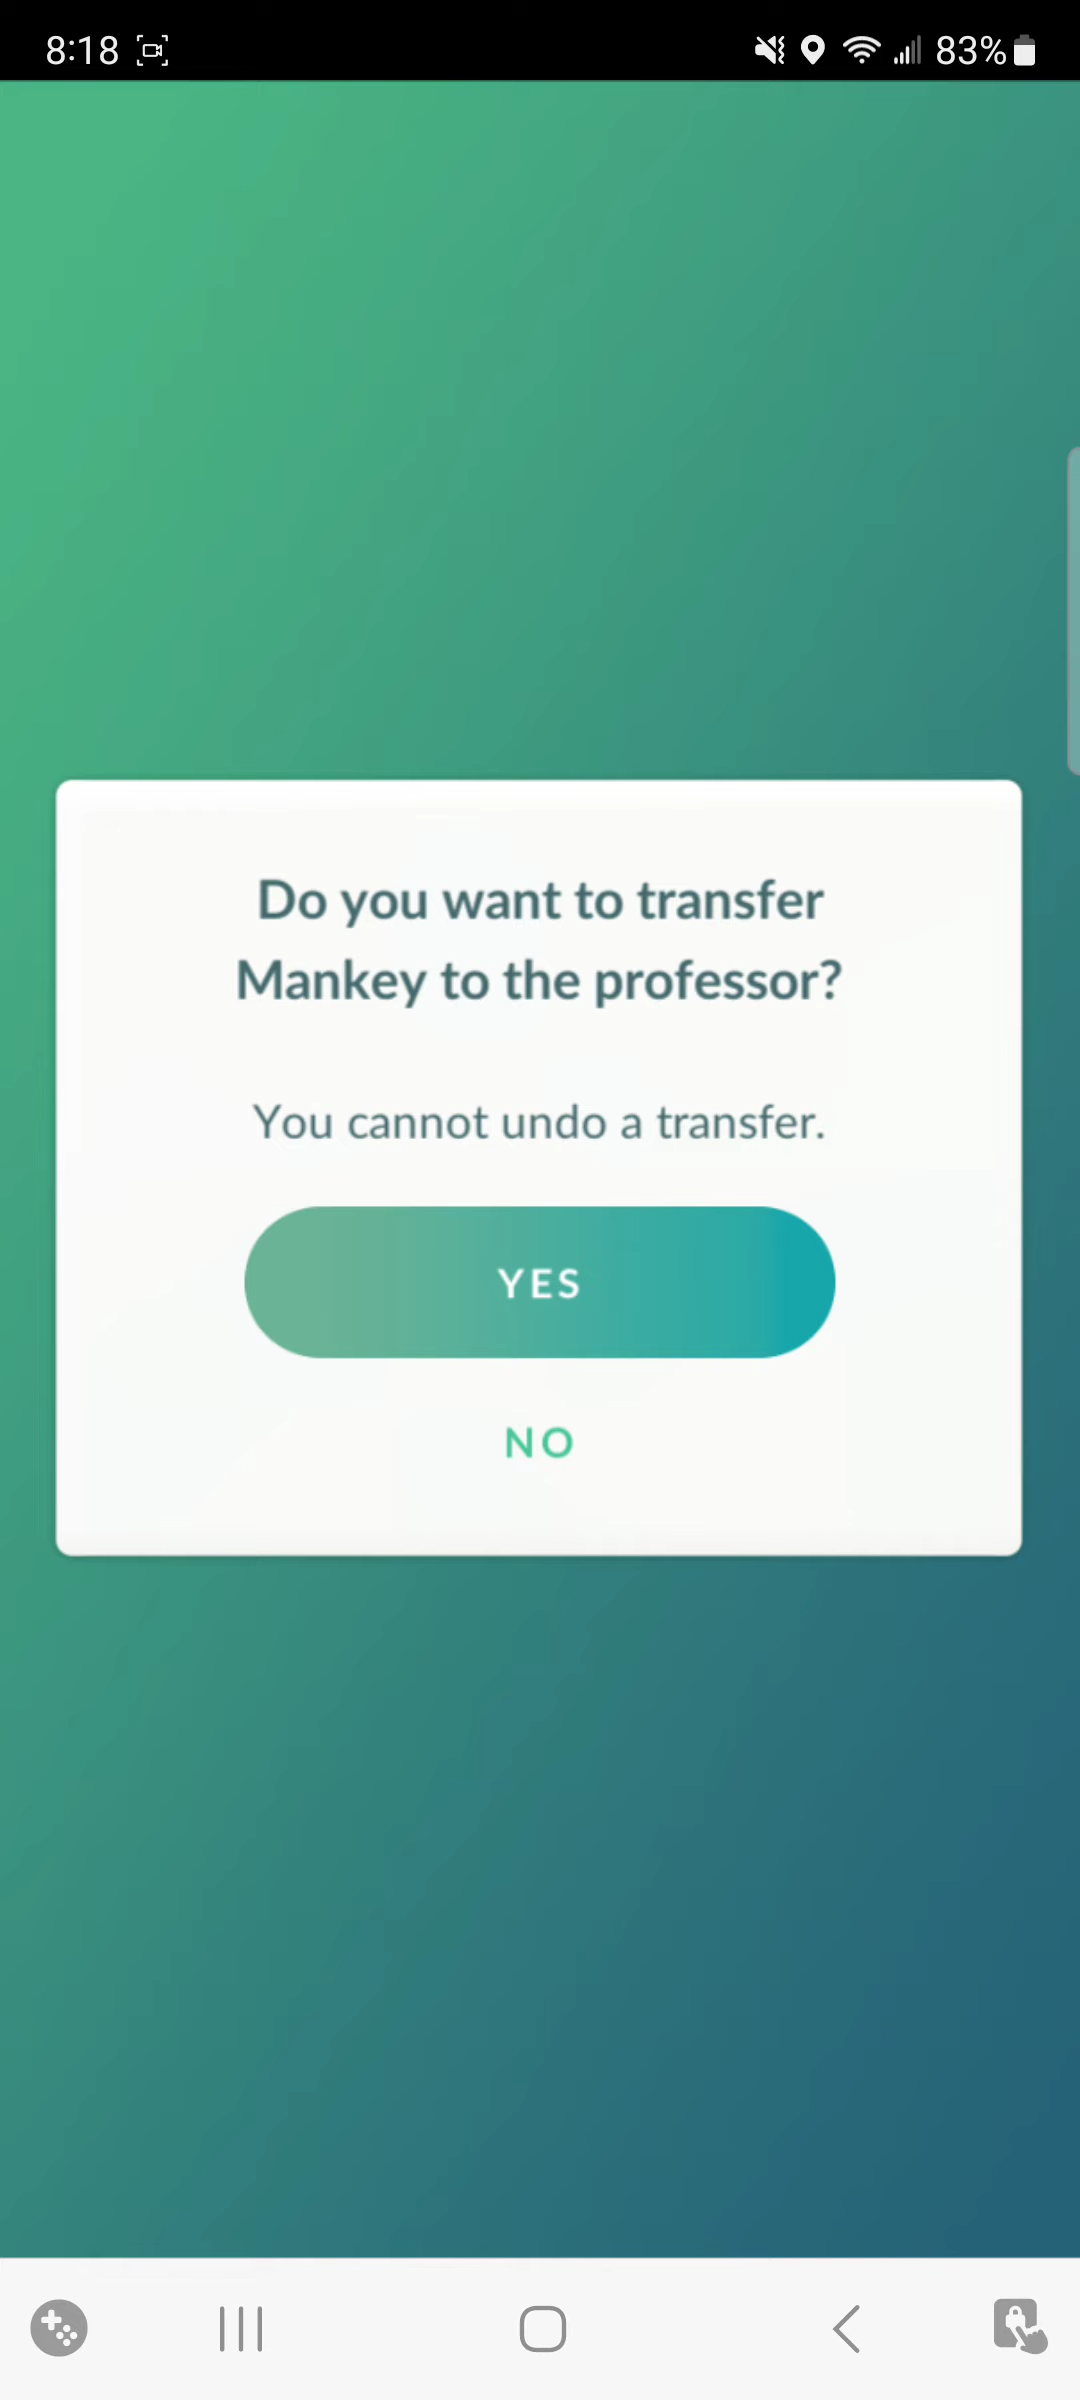 8:18 83%
Do you want to transfer
Mankey to the professor?
You cannot undo a transfer.
YES
NO